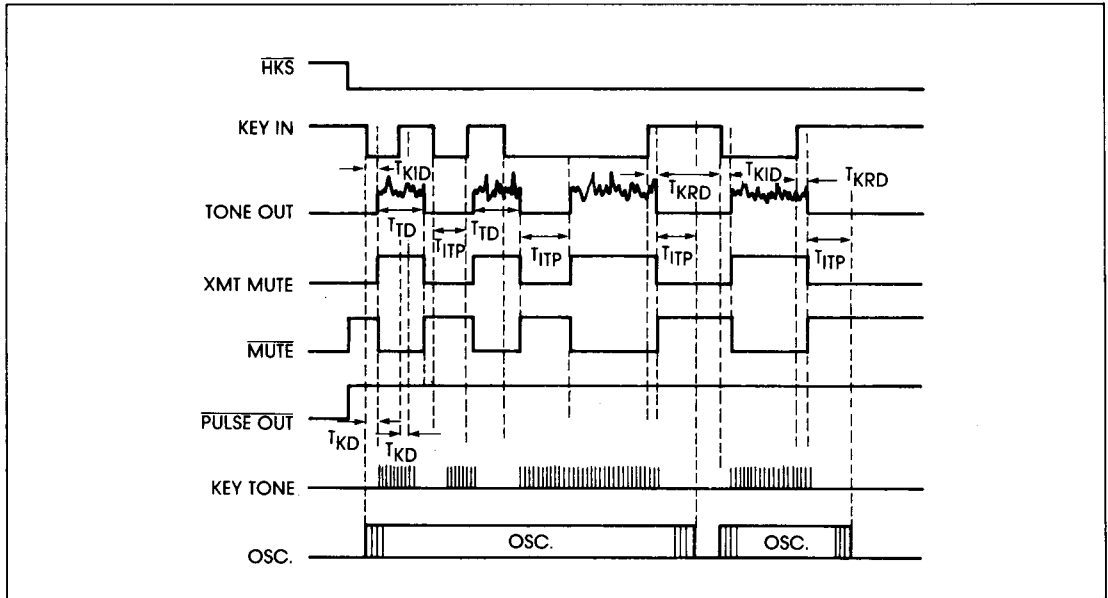 HKS
KEY IN
TKID TKRD TKID TKRD
TONE OUT
TTD TITP TTD TITP TITP TITP
XMT MUTE
MUTE
PULSE OUT
TKD TKD
KEY TONE
OSC. OSC. OSC.